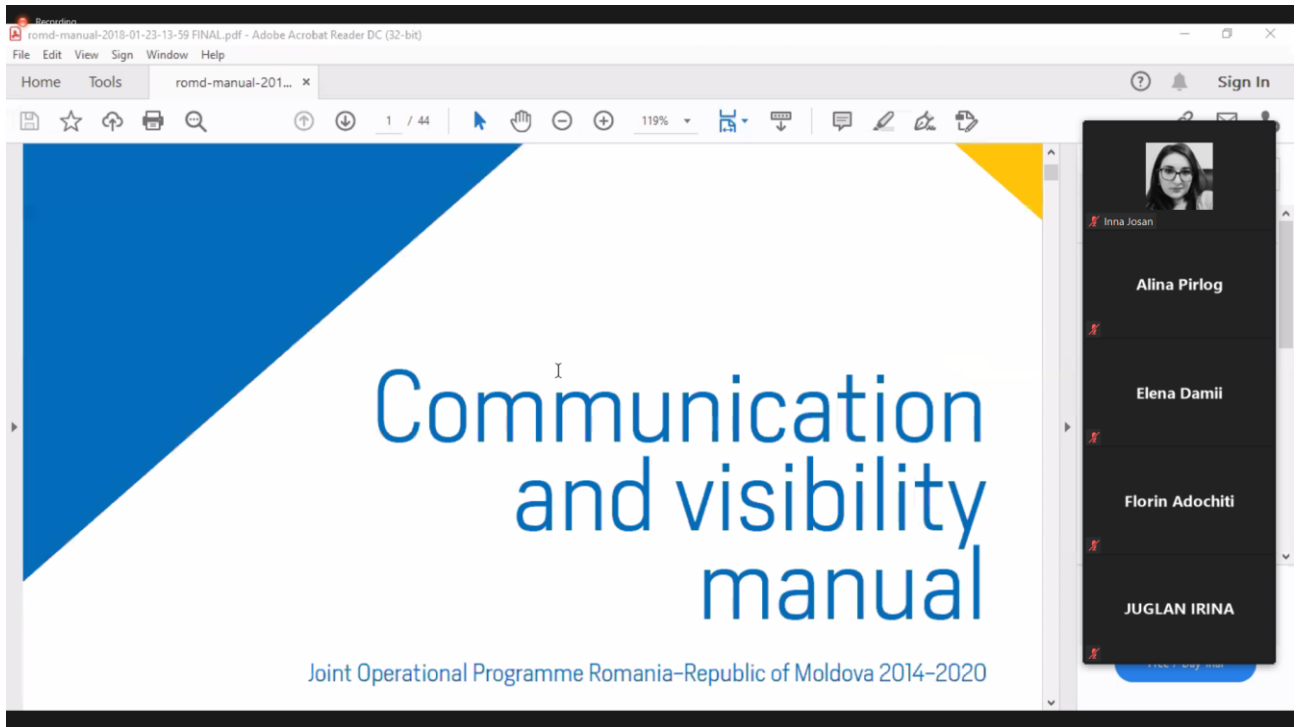 Recording
romd-manual-2018-01-23-13-59 FINAL.pdf - Adobe Acrobat Reader DC (32-bit)
File Edit View Sign Window Help
Home Tools romd-manual-201... ×
? Sign In
1 / 44 119%
Inna Josan
Alina Pirlog
Elena Damii
Florin Adochiti
JUGLAN IRINA
Communication
and visibility
manual
Joint Operational Programme Romania–Republic of Moldova 2014–2020